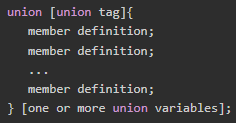 union [union tag]{
   member definition;
   member definition;
   ...
   member definition;
} [one or more union variables];